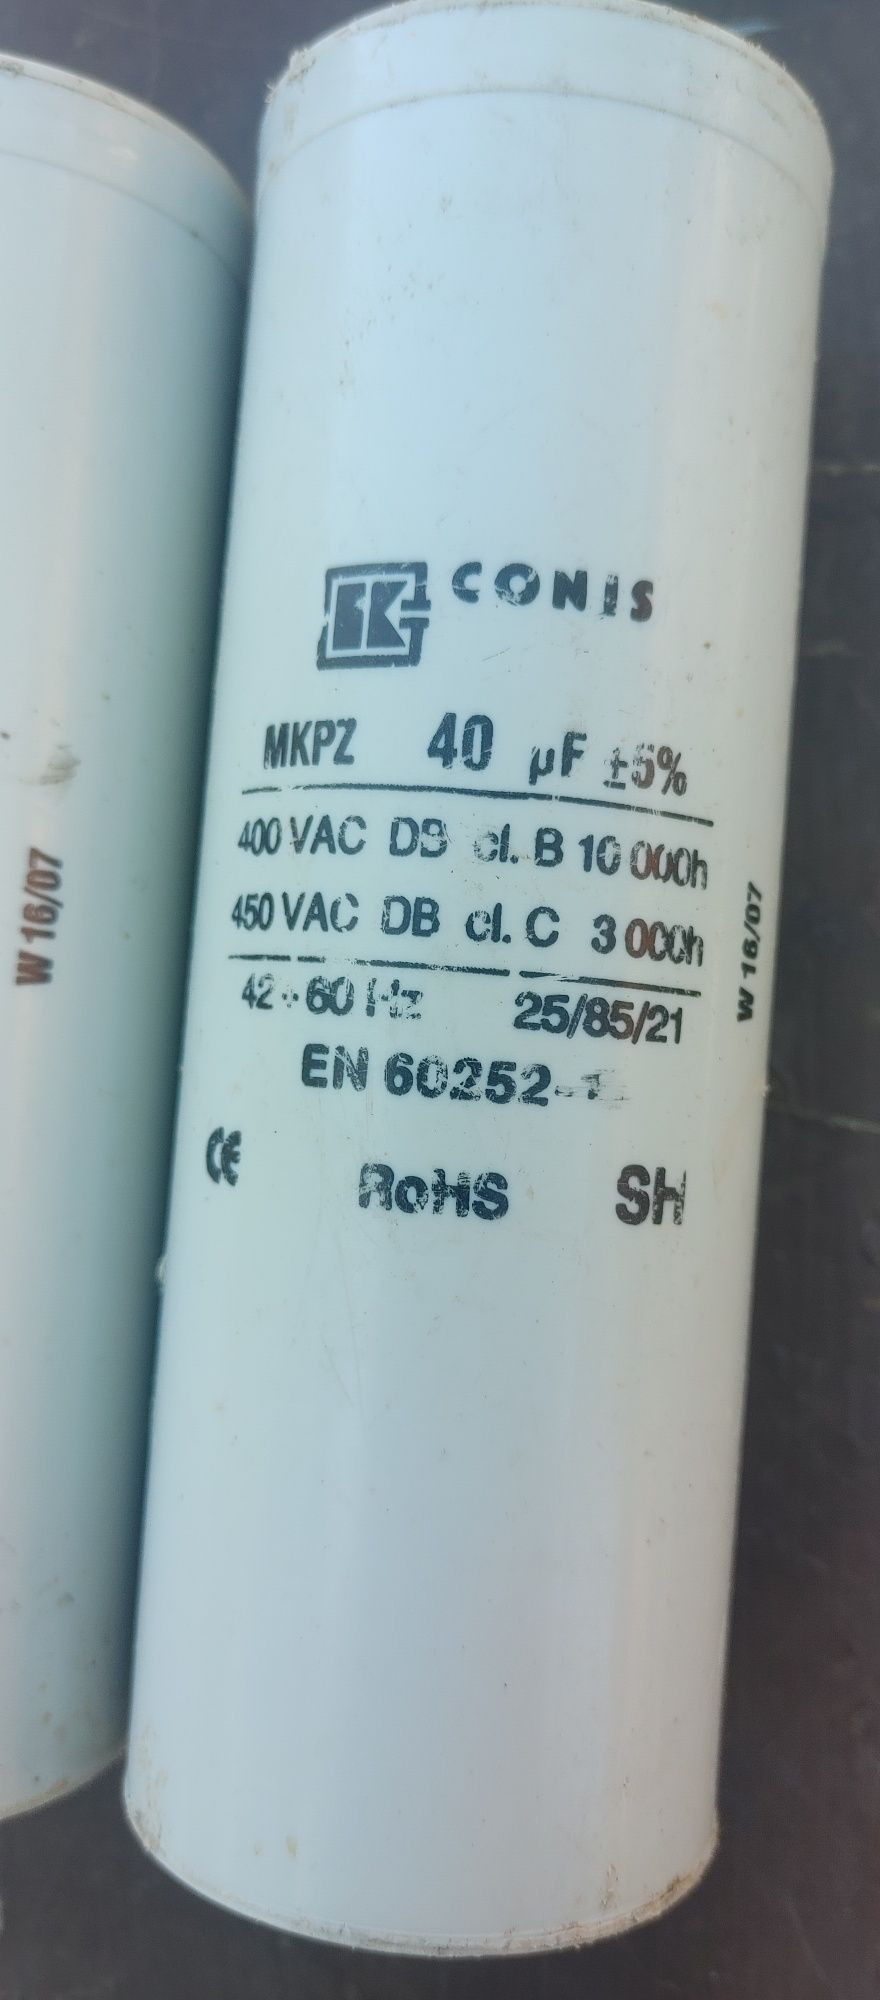 CONIS
MKPZ 40 µF ±5%
400 VAC DB cl. B 10 000h
450 VAC DB cl. C 3 000h
42÷60 Hz 25/85/21
EN 60252-1
CE RoHS SH
W 16/07
W 16/07